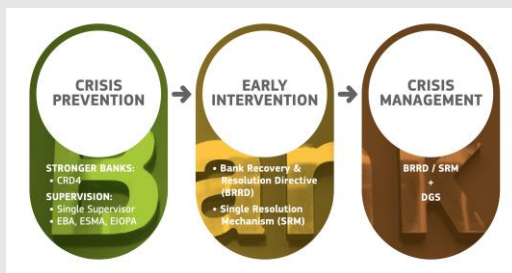 CRISIS
PREVENTION
STRONGER BANKS:
• CRD4
SUPERVISION:
• Single Supervisor
• EBA, ESMA, EIOPA
EARLY
INTERVENTION
• Bank Recovery &
Resolution Directive
(BRRD)
• Single Resolution
Mechanism (SRM)
CRISIS
MANAGEMENT
BRRD / SRM
+
DGS
Bank